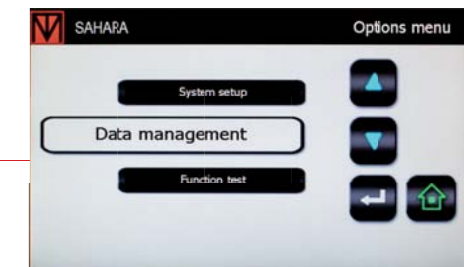 SAHARA
Options menu
System setup
Data management
Function test